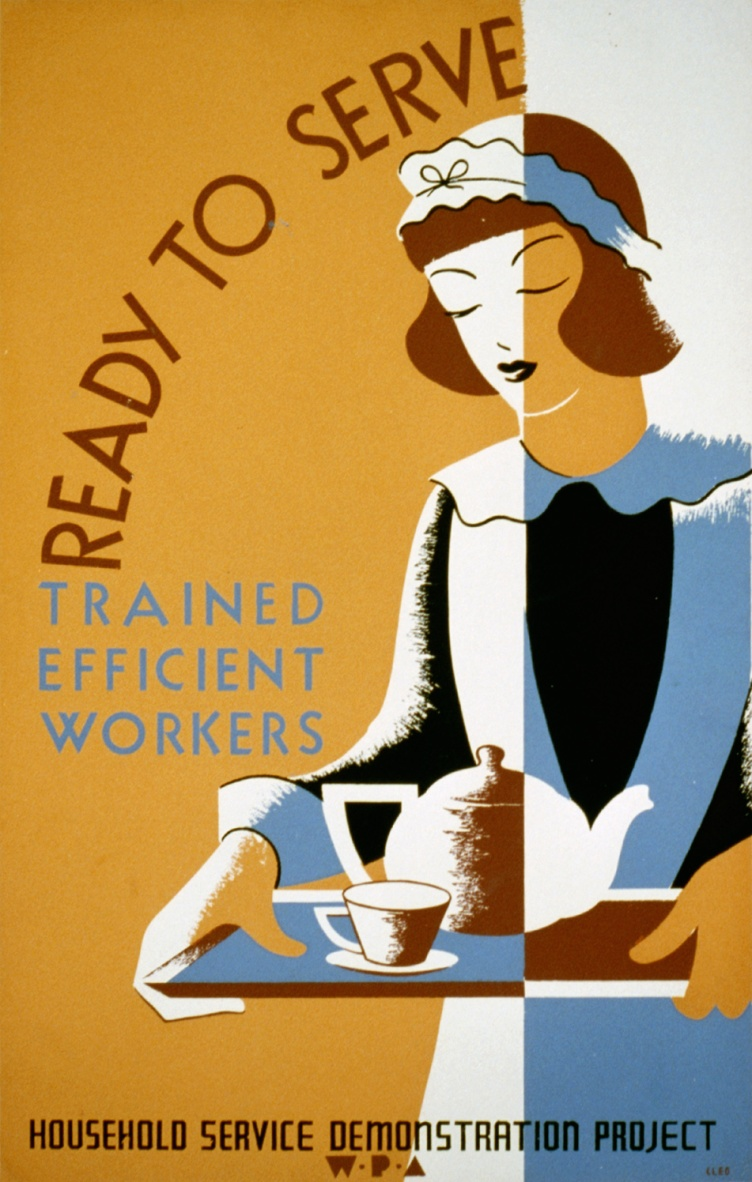 READY TO SERVE
TRAINED
EFFICIENT
WORKERS
HOUSEHOLD SERVICE DEMONSTRATION PROJECT
W·P·A